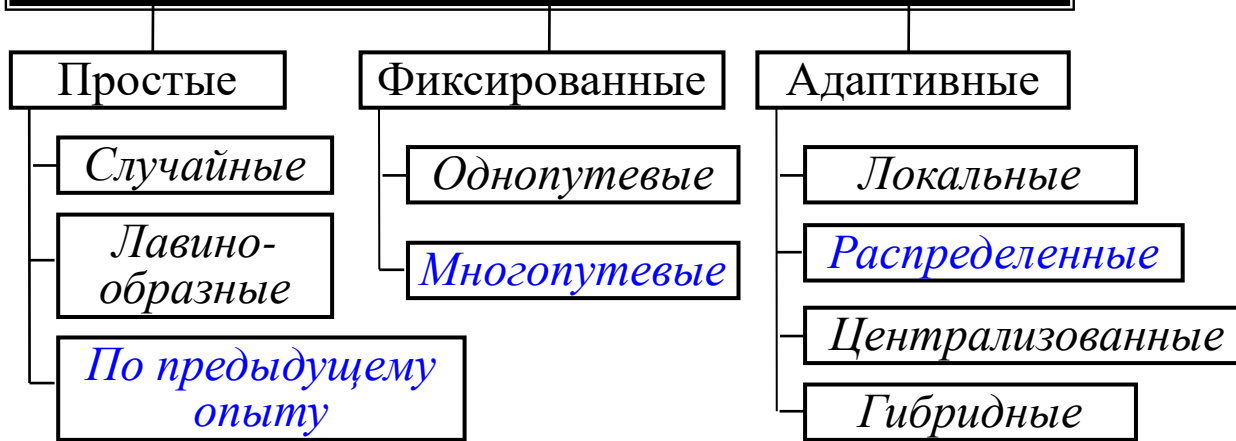 Простые
Случайные
Лавино-
образные
По предыдущему
опыту
Фиксированные
Однопутевые
Многопутевые
Адаптивные
Локальные
Распределенные
Централизованные
Гибридные